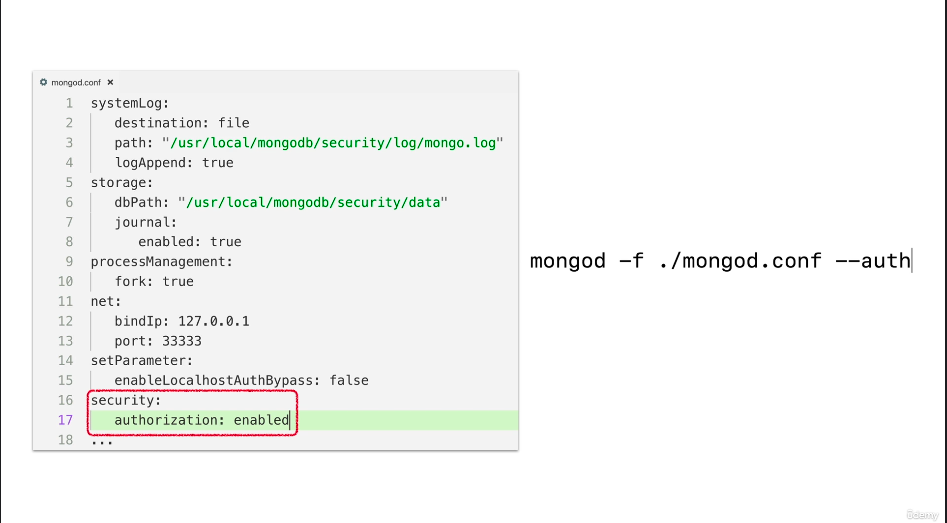 mongod.conf ×
1 systemLog:
2 destination: file
3 path: "/usr/local/mongodb/security/log/mongo.log"
4 logAppend: true
5 storage:
6 dbPath: "/usr/local/mongodb/security/data"
7 journal:
8 enabled: true
9 processManagement:
10 fork: true
11 net:
12 bindIp: 127.0.0.1
13 port: 33333
14 setParameter:
15 enableLocalhostAuthBypass: false
16 security:
17 authorization: enabled
18 ...
mongod -f ./mongod.conf --auth
ûdemy